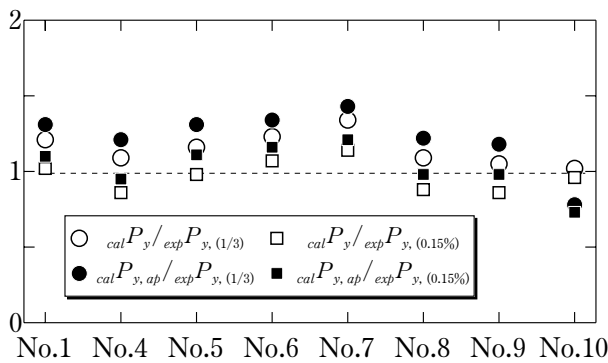 2
1
0
calPy/expPy, (1/3) calPy/expPy, (0.15%)
calPy, ap/expPy, (1/3) calPy, ap/expPy, (0.15%)
No.1 No.4 No.5 No.6 No.7 No.8 No.9 No.10